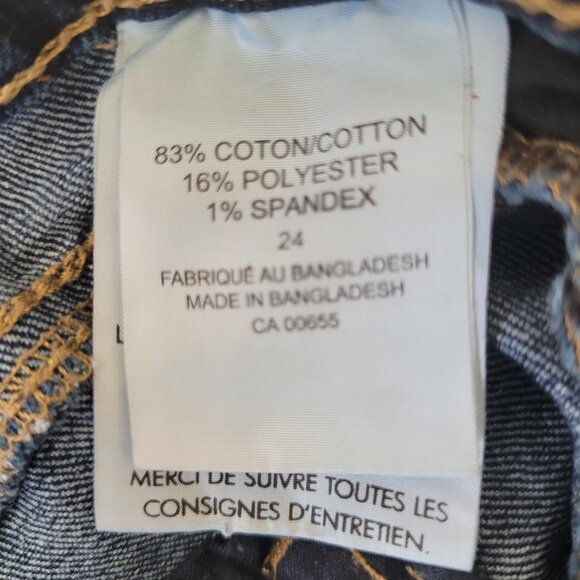 83% COTON/COTTON
16% POLYESTER
1% SPANDEX
24
FABRIQUÉ AU BANGLADESH
MADE IN BANGLADESH
CA 00655
MERCI DE SUIVRE TOUTES LES
CONSIGNES D'ENTRETIEN.